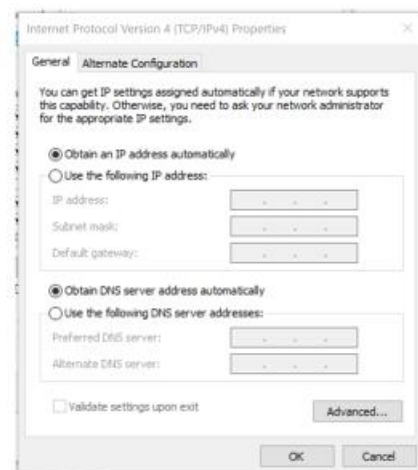 Internet Protocol Version 4 (TCP/IPv4) Properties
General Alternate Configuration
You can get IP settings assigned automatically if your network supports
this capability. Otherwise, you need to ask your network administrator
for the appropriate IP settings.
Obtain an IP address automatically
Use the following IP address:
IP address:
Subnet mask:
Default gateway:
Obtain DNS server address automatically
Use the following DNS server addresses:
Preferred DNS server:
Alternate DNS server:
Validate settings upon exit
Advanced...
OK Cancel